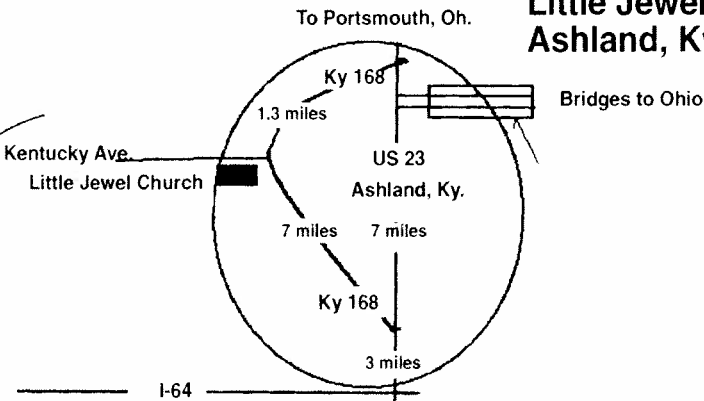 To Portsmouth, Oh.
Little Jewel
Ashland, Ky
Ky 168
Bridges to Ohio
1.3 miles
Kentucky Ave.
US 23
Little Jewel Church
Ashland, Ky.
7 miles
7 miles
Ky 168
3 miles
I-64